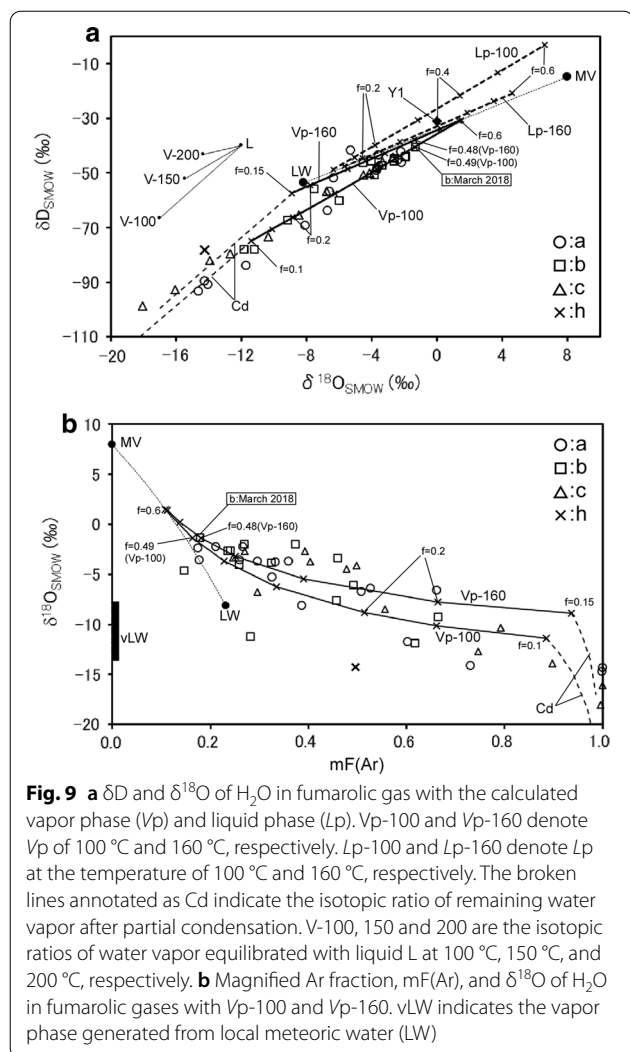 a
-10
-30
-50
-70
-90
-110
δD_SMOW (‰)
-20
-16
-12
-8
-4
0
4
8
δ 18O_SMOW (‰)
Lp-100
f=0.6
MV
f=0.4
f=0.2
Y1
Lp-160
Vp-160
V-200
L
V-150
V-100
f=0.15
LW
f=0.6
f=0.48(Vp-160)
f=0.49(Vp-100)
b:March 2018
Vp-100
f=0.2
f=0.1
Cd
○:a
□:b
△:c
×:h
b
10
5
0
-5
-10
-15
-20
δ18O_SMOW (‰)
0.0
0.2
0.4
0.6
0.8
1.0
mF(Ar)
MV
b:March 2018
f=0.6
f=0.48(Vp-160)
f=0.49
(Vp-100)
f=0.2
LW
vLW
Vp-160
f=0.15
Vp-100
f=0.1
Cd
○:a
□:b
△:c
×:h
Fig. 9 a δD and δ18O of H2O in fumarolic gas with the calculated
vapor phase (Vp) and liquid phase (Lp). Vp-100 and Vp-160 denote
Vp of 100 °C and 160 °C, respectively. Lp-100 and Lp-160 denote Lp
at the temperature of 100 °C and 160 °C, respectively. The broken
lines annotated as Cd indicate the isotopic ratio of remaining water
vapor after partial condensation. V-100, 150 and 200 are the isotopic
ratios of water vapor equilibrated with liquid L at 100 °C, 150 °C, and
200 °C, respectively. b Magnified Ar fraction, mF(Ar), and δ18O of H2O
in fumarolic gases with Vp-100 and Vp-160. vLW indicates the vapor
phase generated from local meteoric water (LW)